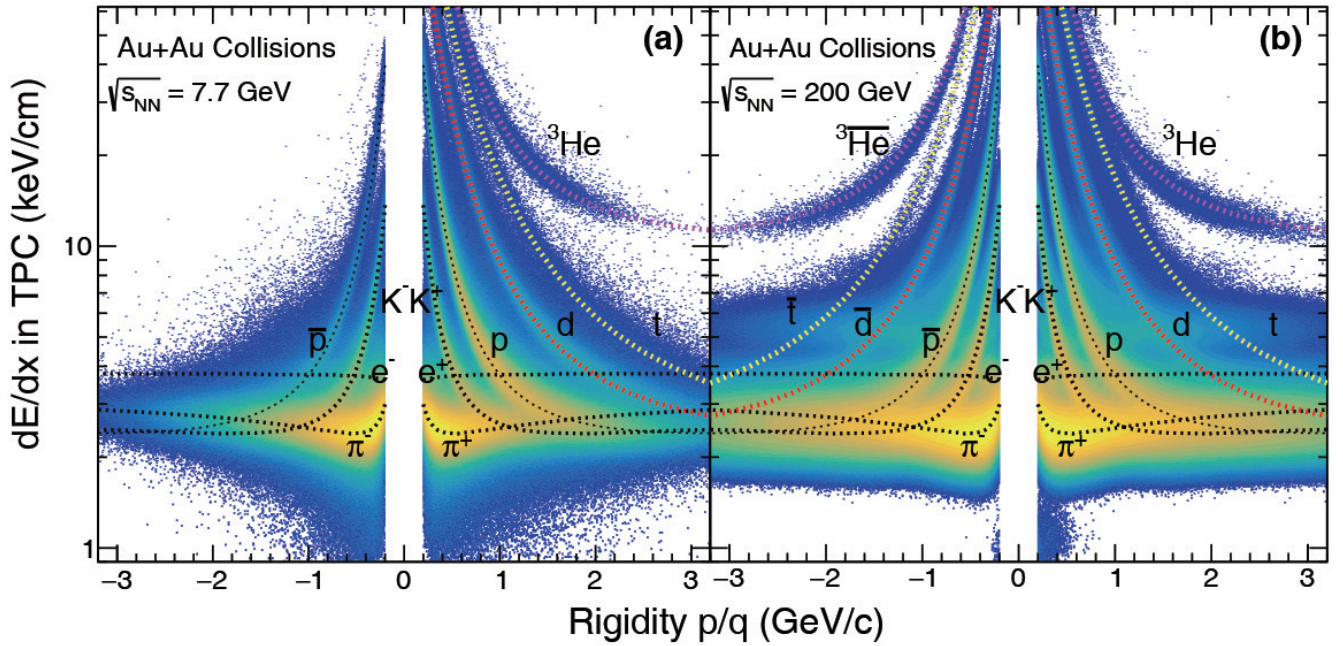 (a)
Au+Au Collisions
√sNN = 7.7 GeV
³He
K⁻ K⁺
p̄
p
d
t
e⁻ e⁺
π⁻
π⁺
(b)
Au+Au Collisions
√sNN = 200 GeV
³H̅e̅
³He
K⁻ K⁺
t̄
d̄
p̄
p
d
t
e⁻ e⁺
π⁻
π⁺
dE/dx in TPC (keV/cm)
10
1
−3 −2 −1 0 1 2 3 −3 −2 −1 0 1 2 3
Rigidity p/q (GeV/c)